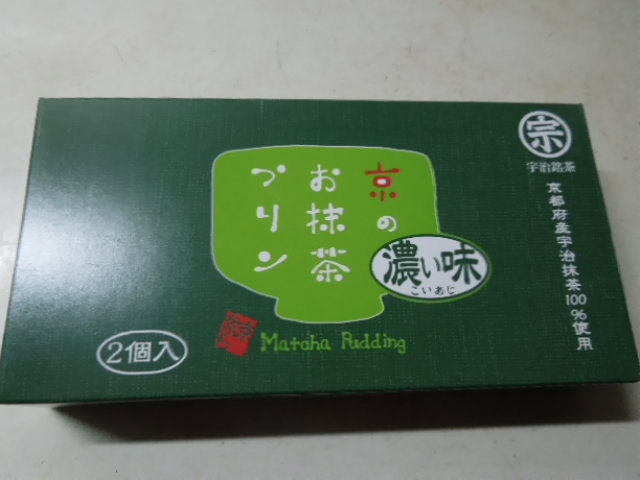 京の
お抹茶
プリン
濃い味
こいあじ
Matcha Pudding
2個入
宗
宇治銘茶
京都府産宇治抹茶100%使用